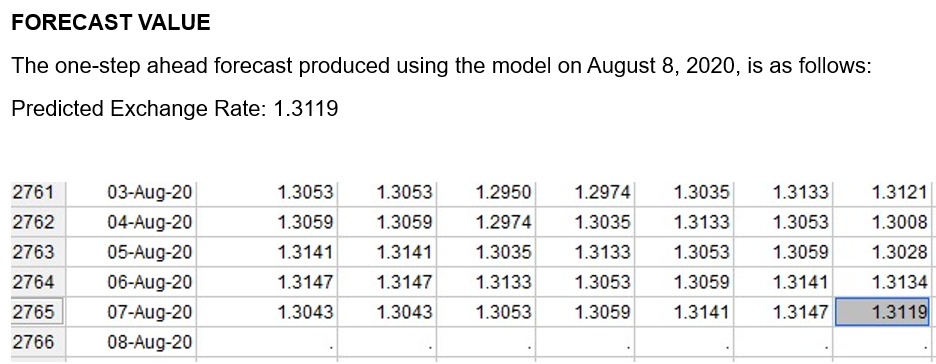 FORECAST VALUE
The one-step ahead forecast produced using the model on August 8, 2020, is as follows:
Predicted Exchange Rate: 1.3119
2761 03-Aug-20 1.3053 1.3053 1.2950 1.2974 1.3035 1.3133 1.3121
2762 04-Aug-20 1.3059 1.3059 1.2974 1.3035 1.3133 1.3053 1.3008
2763 05-Aug-20 1.3141 1.3141 1.3035 1.3133 1.3053 1.3059 1.3028
2764 06-Aug-20 1.3147 1.3147 1.3133 1.3053 1.3059 1.3141 1.3134
2765 07-Aug-20 1.3043 1.3043 1.3053 1.3059 1.3141 1.3147 1.3119
2766 08-Aug-20 . . . . . . .